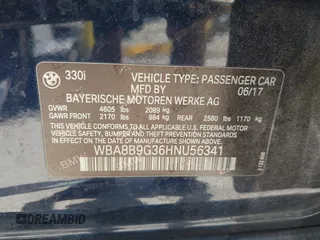 330i
VEHICLE TYPE: PASSENGER CAR
MFD BY 06/17
BAYERISCHE MOTOREN WERKE AG
GVWR 4605 lbs 2089 kg
GAWR FRONT 2170 lbs 984 kg REAR 2580 lbs 1170 kg
THIS VEHICLE CONFORMS TO ALL APPLICABLE FEDERAL MOTOR
VEHICLE SAFETY, BUMPER AND THEFT PREVENTION STANDARDS
IN EFFECT ON THE DATE OF MANUFACTURE SHOWN ABOVE.
WBA8B9G36HNU56341
DREAMBID